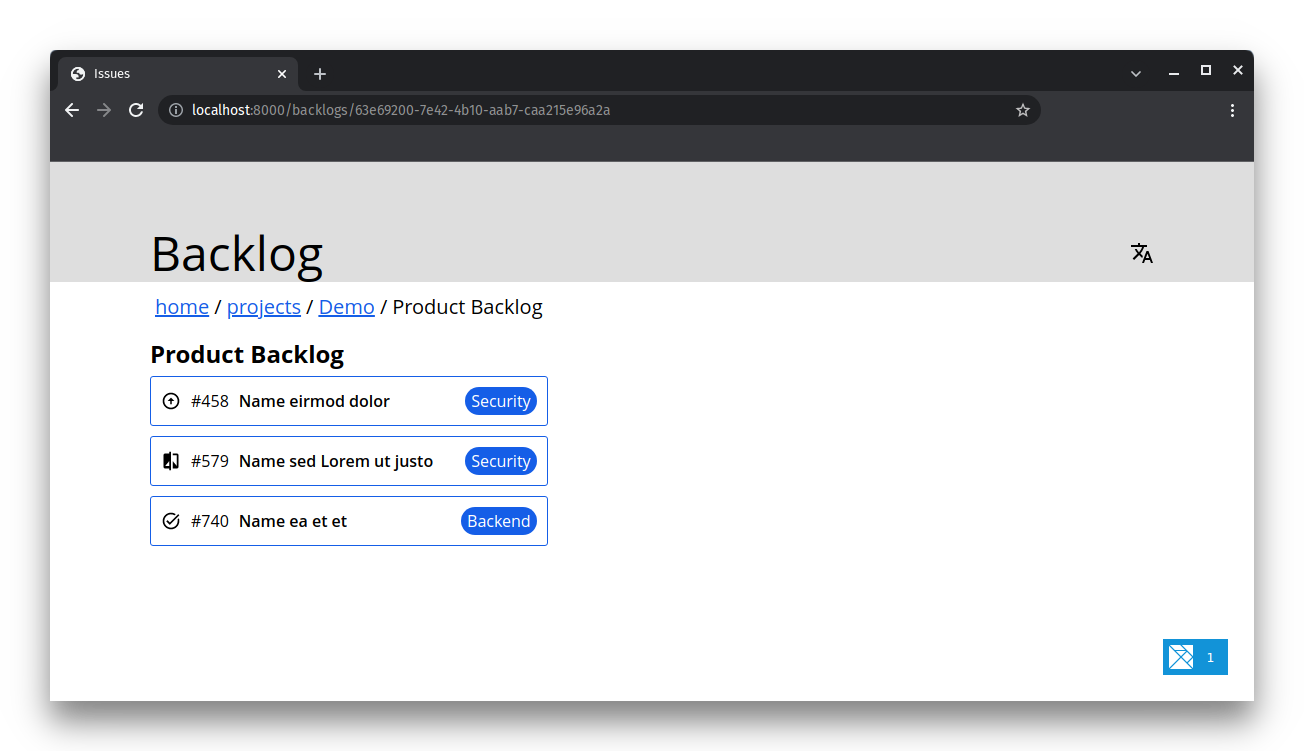 Issues
localhost:8000/backlogs/63e69200-7e42-4b10-aab7-caa215e96a2a
Backlog
home / projects / Demo / Product Backlog
Product Backlog
#458 Name eirmod dolor Security
#579 Name sed Lorem ut justo Security
#740 Name ea et et Backend
1